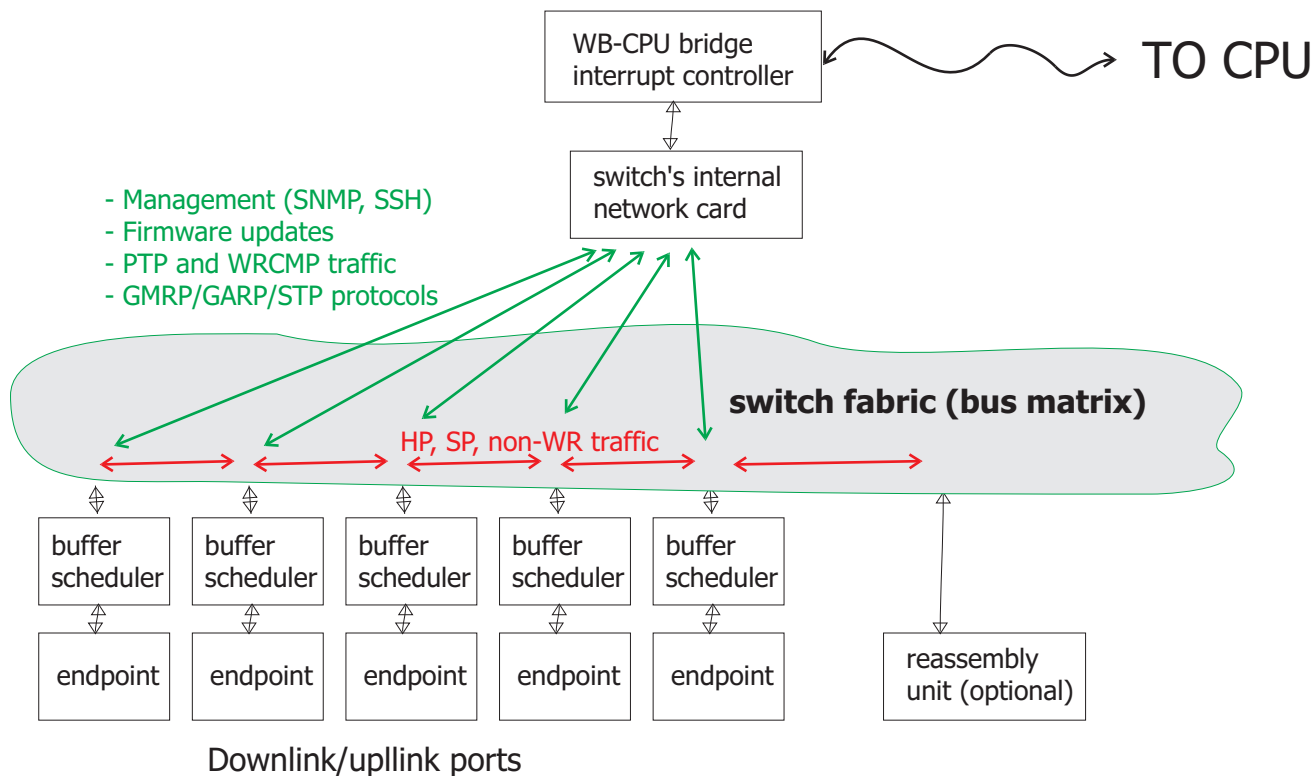 WB-CPU bridge
interrupt controller
TO CPU
switch's internal
network card
- Management (SNMP, SSH)
- Firmware updates
- PTP and WRCMP traffic
- GMRP/GARP/STP protocols
switch fabric (bus matrix)
HP, SP, non-WR traffic
buffer
scheduler
buffer
scheduler
buffer
scheduler
buffer
scheduler
buffer
scheduler
endpoint
endpoint
endpoint
endpoint
endpoint
reassembly
unit (optional)
Downlink/upllink ports